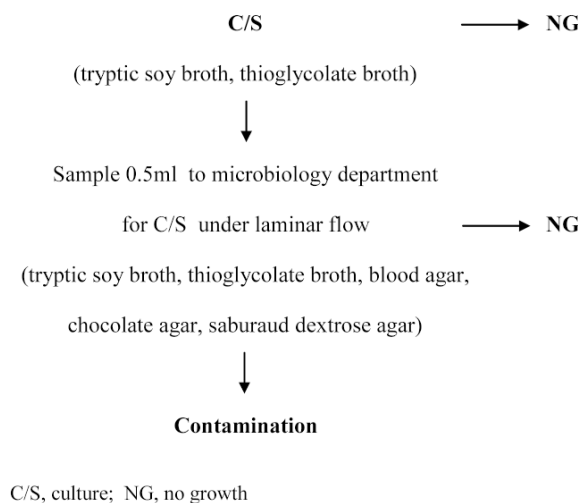 C/S NG
(tryptic soy broth, thioglycolate broth)
Sample 0.5ml to microbiology department
for C/S under laminar flow NG
(tryptic soy broth, thioglycolate broth, blood agar,
chocolate agar, saburaud dextrose agar)
Contamination
C/S, culture; NG, no growth